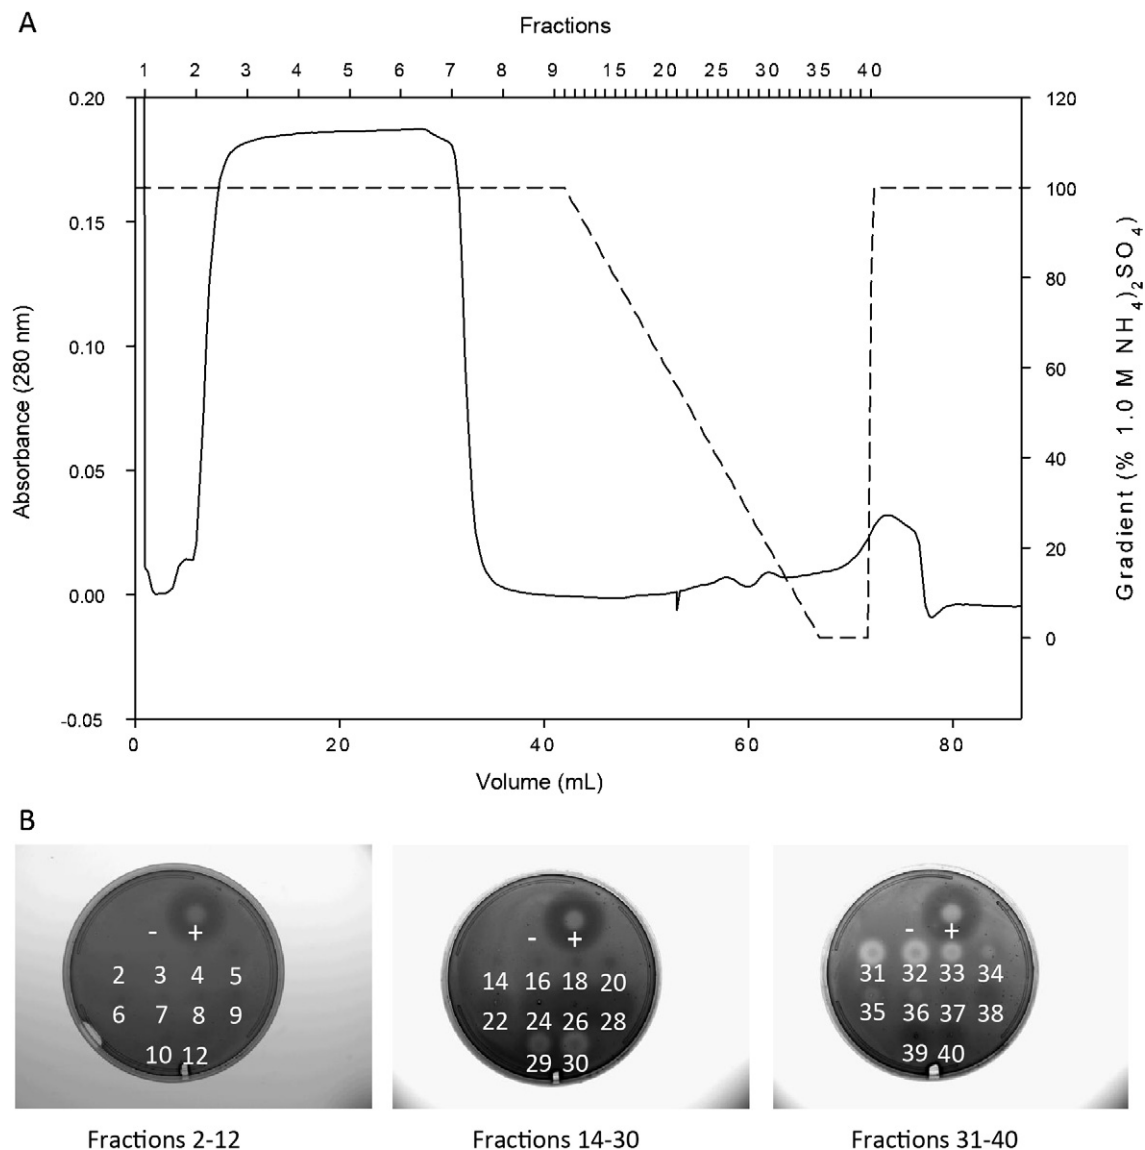 A
Fractions
1 2 3 4 5 6 7 8 9 15 20 25 30 35 40
0.20
0.15
0.10
0.05
0.00
-0.05
Absorbance (280 nm)
120
100
80
60
40
20
0
Gradient (% 1.0 M NH4)2SO4)
0 20 40 60 80
Volume (mL)
B
- +
2 3 4 5
6 7 8 9
10 12
Fractions 2-12
- +
14 16 18 20
22 24 26 28
29 30
Fractions 14-30
- +
31 32 33 34
35 36 37 38
39 40
Fractions 31-40